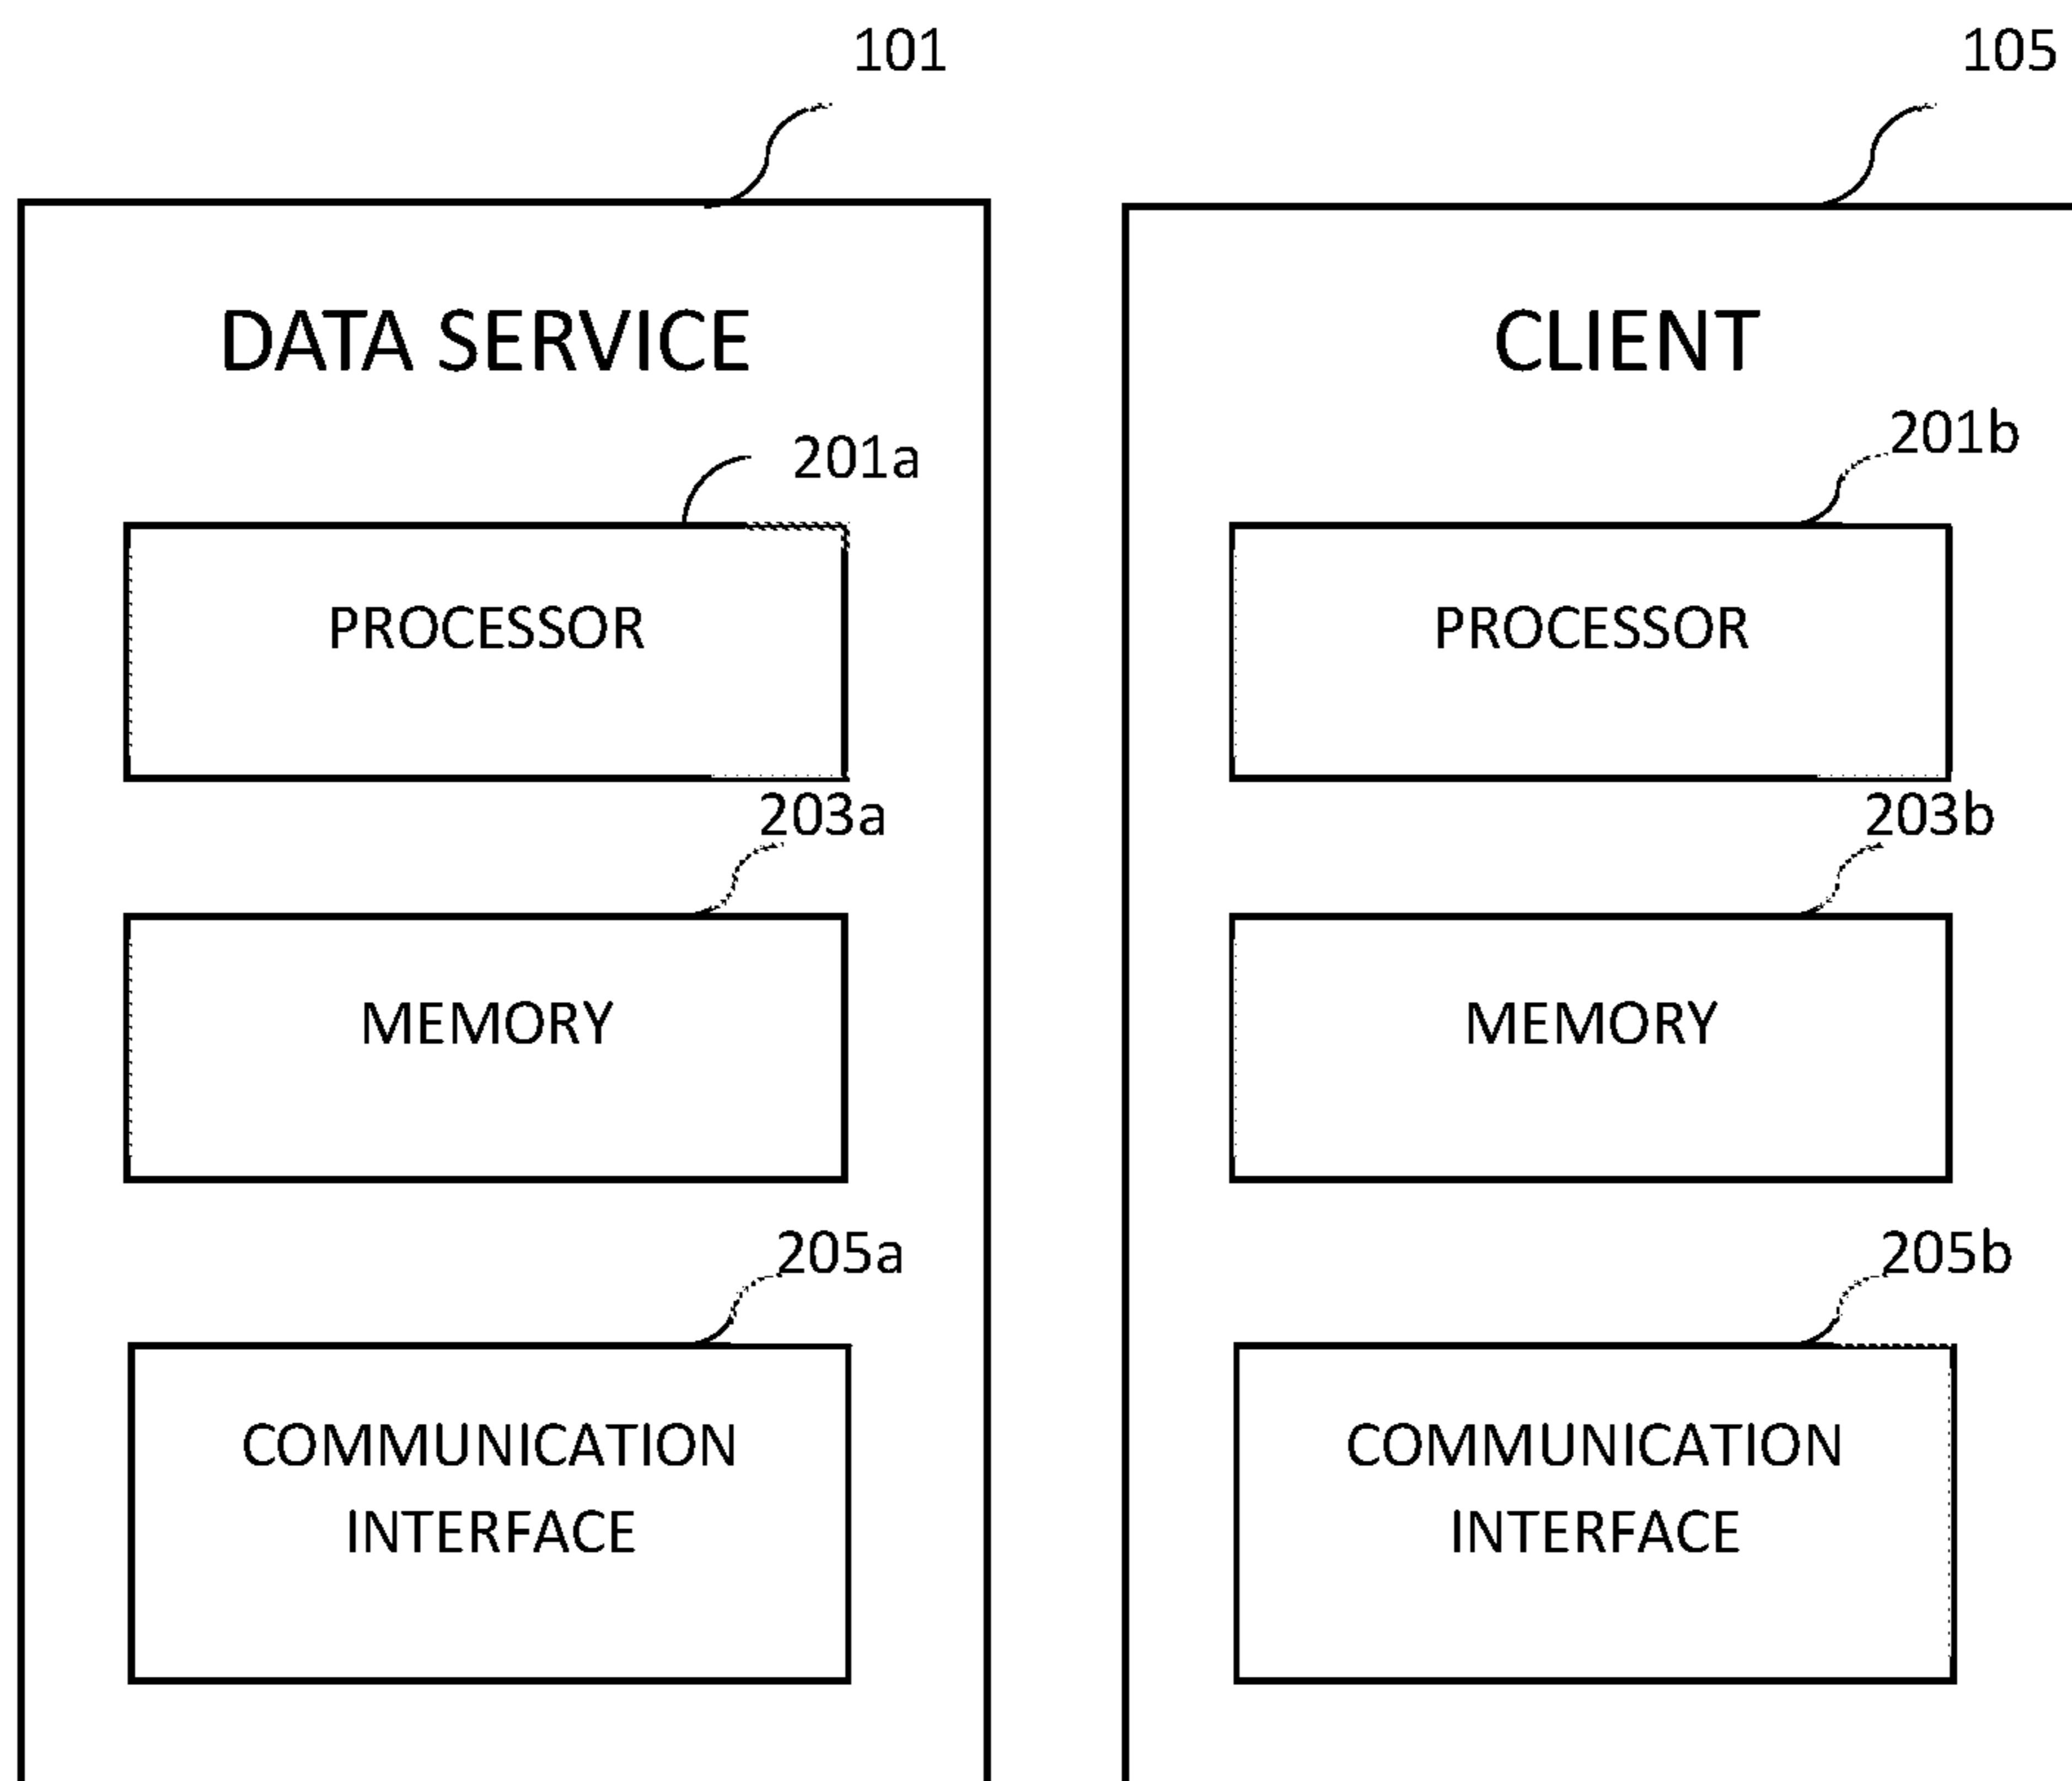 101
DATA SERVICE
201a
PROCESSOR
203a
MEMORY
205a
COMMUNICATION
INTERFACE
105
CLIENT
201b
PROCESSOR
203b
MEMORY
205b
COMMUNICATION
INTERFACE